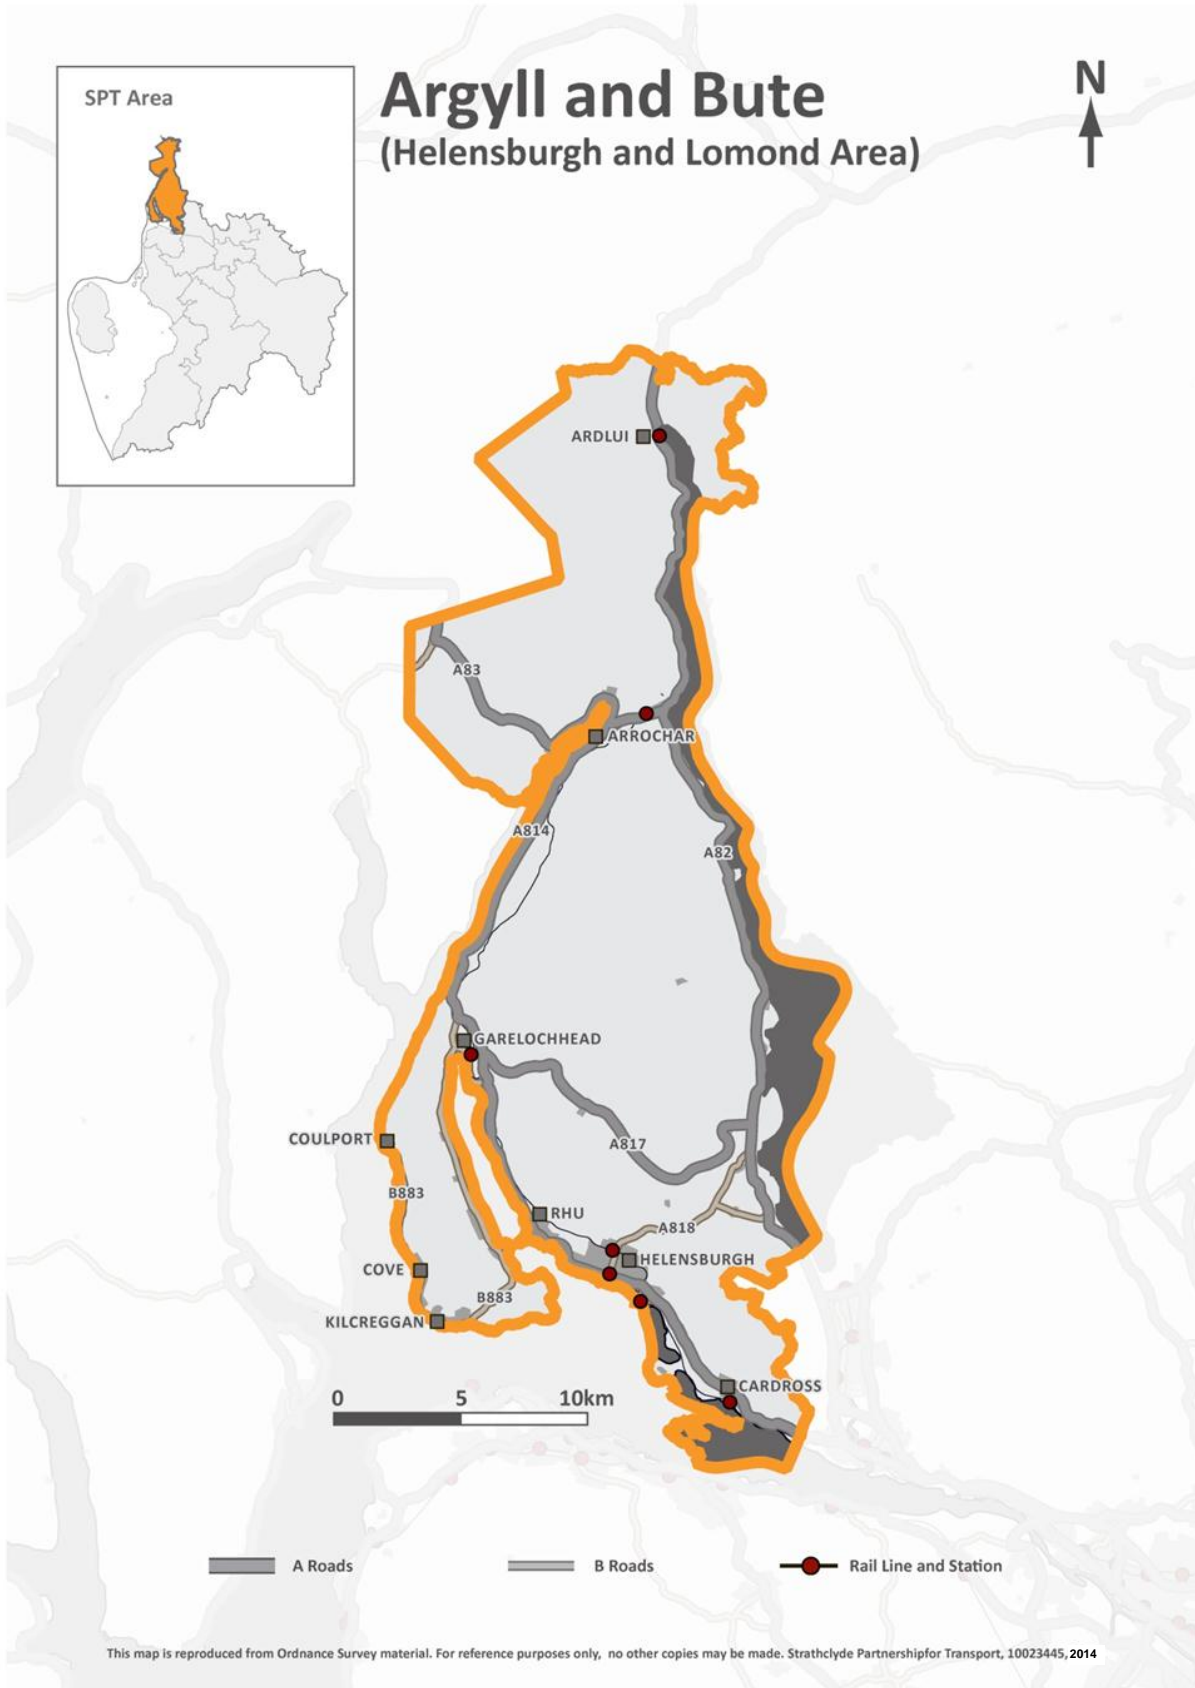 SPT Area
Argyll and Bute
(Helensburgh and Lomond Area)
N
ARDLUI
A83
ARROCHAR
A814
A82
GARELOCHHEAD
COULPORT
A817
B883
RHU
A818
COVE
HELENSBURGH
B883
KILCREGGAN
CARDROSS
0 5 10km
A Roads
B Roads
Rail Line and Station
This map is reproduced from Ordnance Survey material. For reference purposes only, no other copies may be made. Strathclyde Partnershipfor Transport, 10023445, 2014